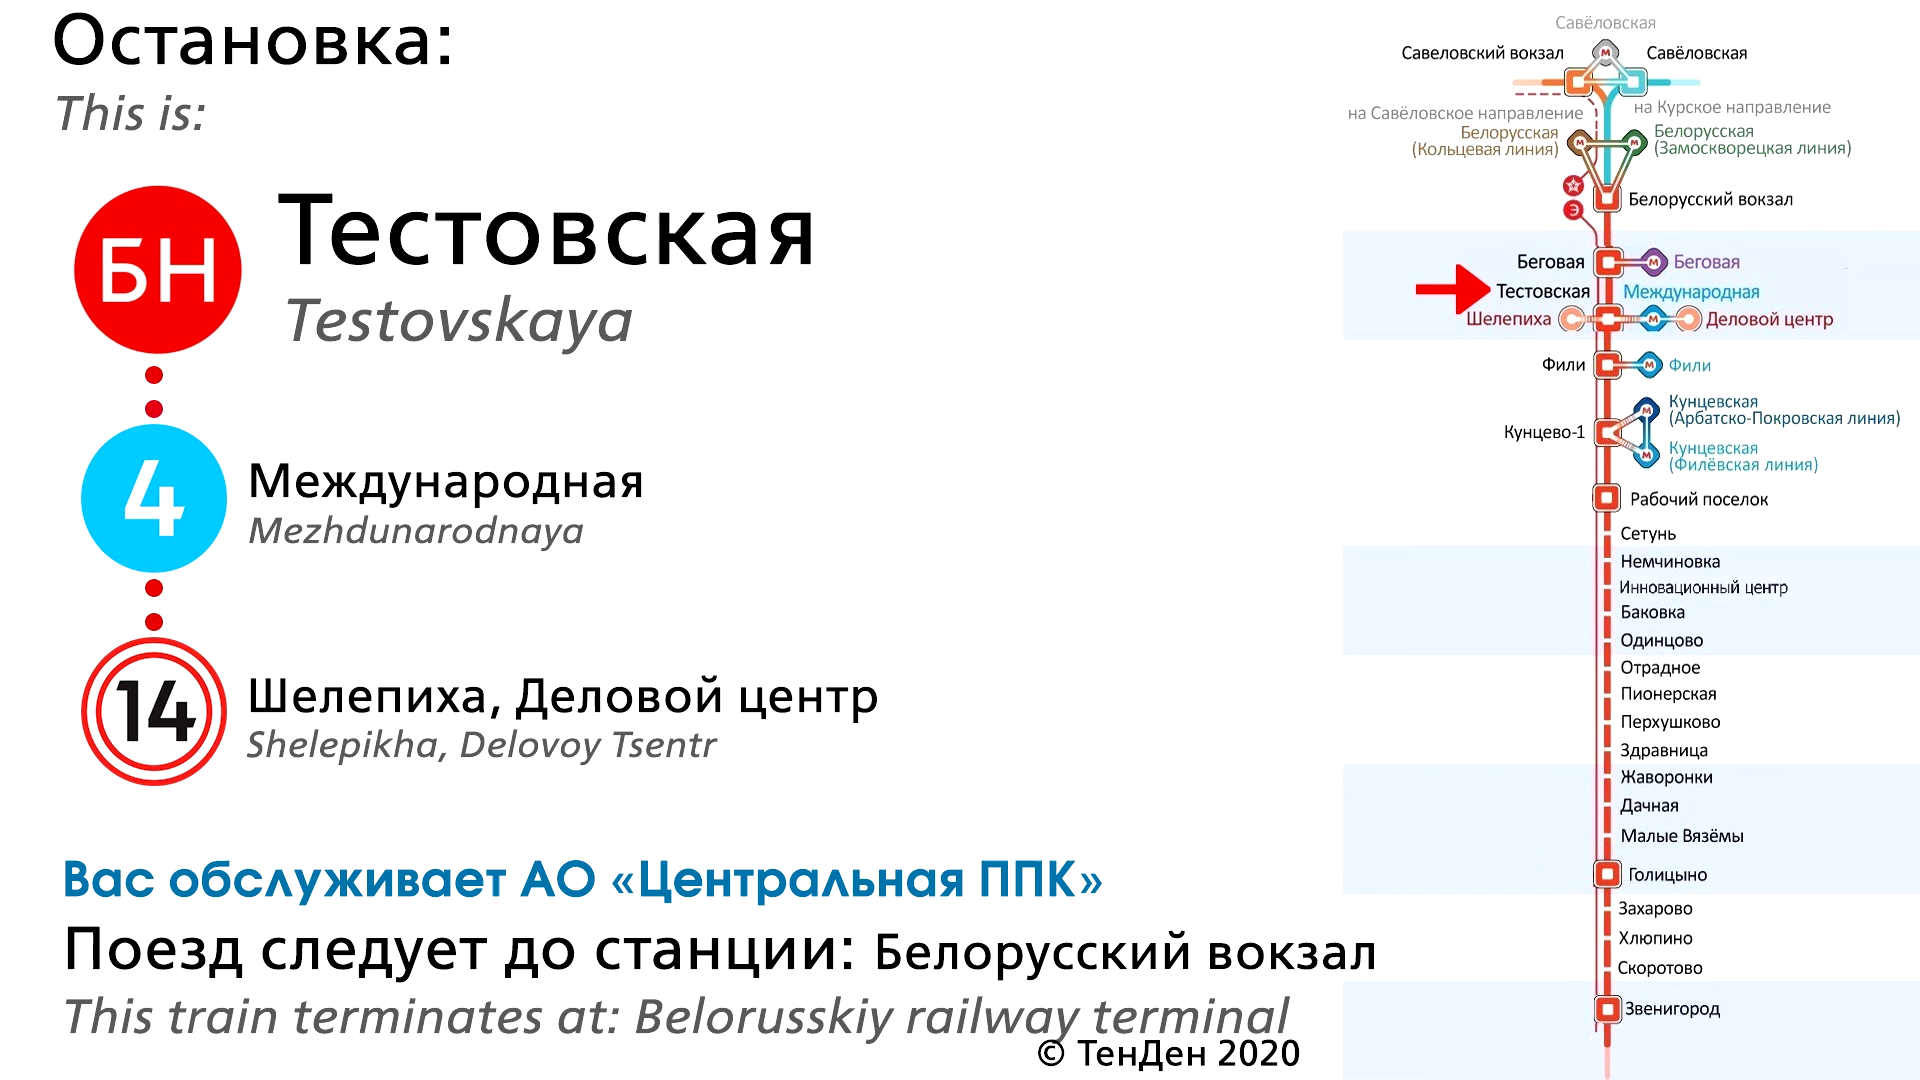 Остановка:
This is:
БН
Тестовская
Testovskaya
4
Международная
Mezhdunarodnaya
14
Шелепиха, Деловой центр
Shelepikha, Delovoy Tsentr
Вас обслуживает АО «Центральная ППК»
Поезд следует до станции: Белорусский вокзал
This train terminates at: Belorusskiy railway terminal
© ТенДен 2020
Савёловская
Савеловский вокзал
М
Савёловская
на Савёловское направление
на Курское направление
Белорусская
(Кольцевая линия)
М
М
Белорусская
(Замоскворецкая линия)
Э
Белорусский вокзал
Беговая
М
Беговая
Тестовская
Международная
Шелепиха
М
Деловой центр
Фили
М
Фили
Кунцево-1
М
Кунцевская
(Арбатско-Покровская линия)
М
Кунцевская
(Филёвская линия)
Рабочий поселок
Сетунь
Немчиновка
Инновационный центр
Баковка
Одинцово
Отрадное
Пионерская
Перхушково
Здравница
Жаворонки
Дачная
Малые Вязёмы
Голицыно
Захарово
Хлюпино
Скоротово
Звенигород